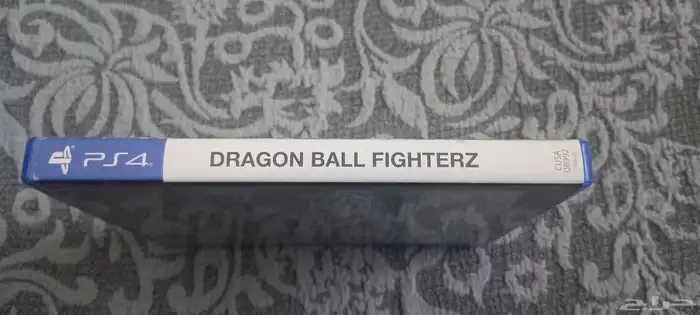 PS4
DRAGON BALL FIGHTERZ
CUSA
08992
حراج